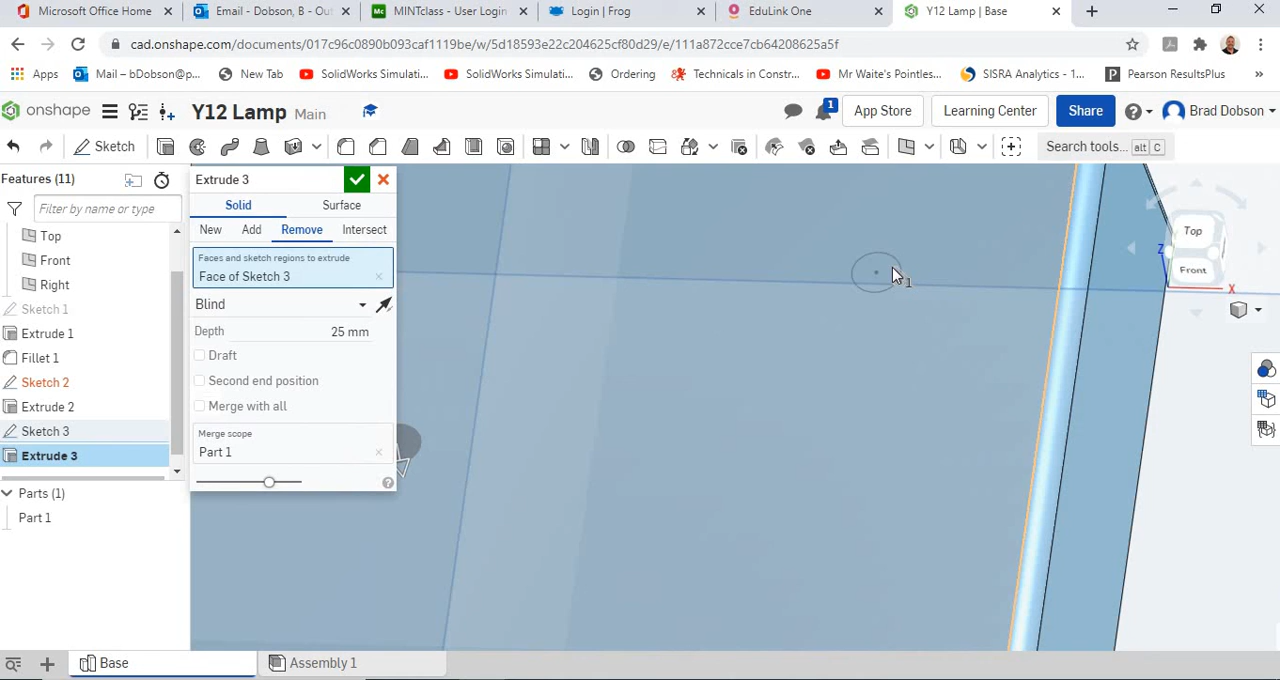 Microsoft Office Home
Email - Dobson, B - Ou
MINTclass - User Login
Login | Frog
EduLink One
Y12 Lamp | Base
cad.onshape.com/documents/017c96c0890b093caf1119be/w/5d18593e22c204625cf80d29/e/111a872cce7cb64208625a5f
Apps
Mail – bDobson@p...
New Tab
SolidWorks Simulati...
SolidWorks Simulati...
Ordering
Technicals in Constr...
Mr Waite's Pointles...
SISRA Analytics - 1...
Pearson ResultsPlus
»
onshape
Y12 Lamp Main
1
App Store
Learning Center
Share
Brad Dobson
Sketch
Search tools... alt C
Features (11)
Filter by name or type
Top
Front
Right
Sketch 1
Extrude 1
Fillet 1
Sketch 2
Extrude 2
Sketch 3
Extrude 3
Parts (1)
Part 1
Extrude 3
Solid
Surface
New
Add
Remove
Intersect
Faces and sketch regions to extrude
Face of Sketch 3
Blind
Depth
25 mm
Draft
Second end position
Merge with all
Merge scope
Part 1
1
Top
Front
Z
X
Base
Assembly 1